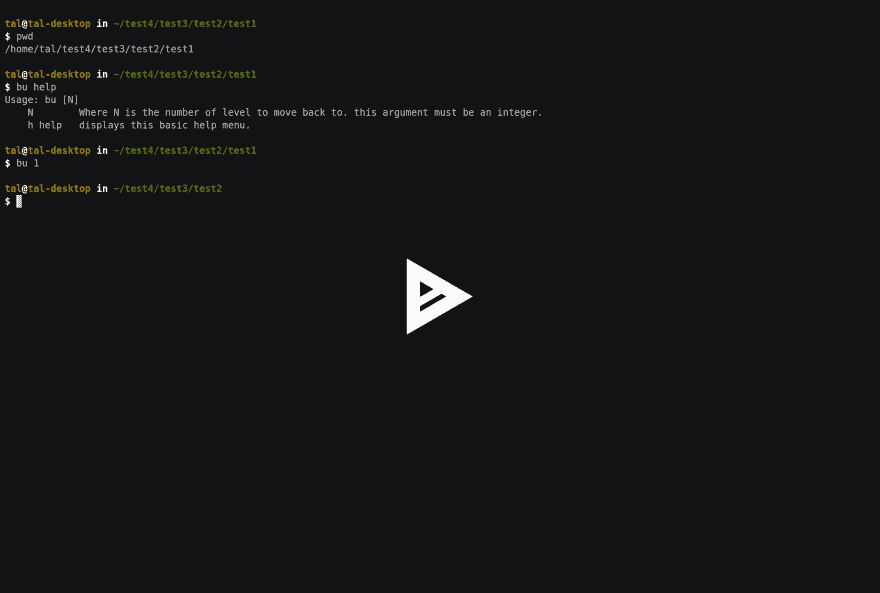 tal@tal-desktop in ~/test4/test3/test2/test1
$ pwd
/home/tal/test4/test3/test2/test1
tal@tal-desktop in ~/test4/test3/test2/test1
$ bu help
Usage: bu [N]
N        Where N is the number of level to move back to. this argument must be an integer.
h help   displays this basic help menu.
tal@tal-desktop in ~/test4/test3/test2/test1
$ bu 1
tal@tal-desktop in ~/test4/test3/test2
$